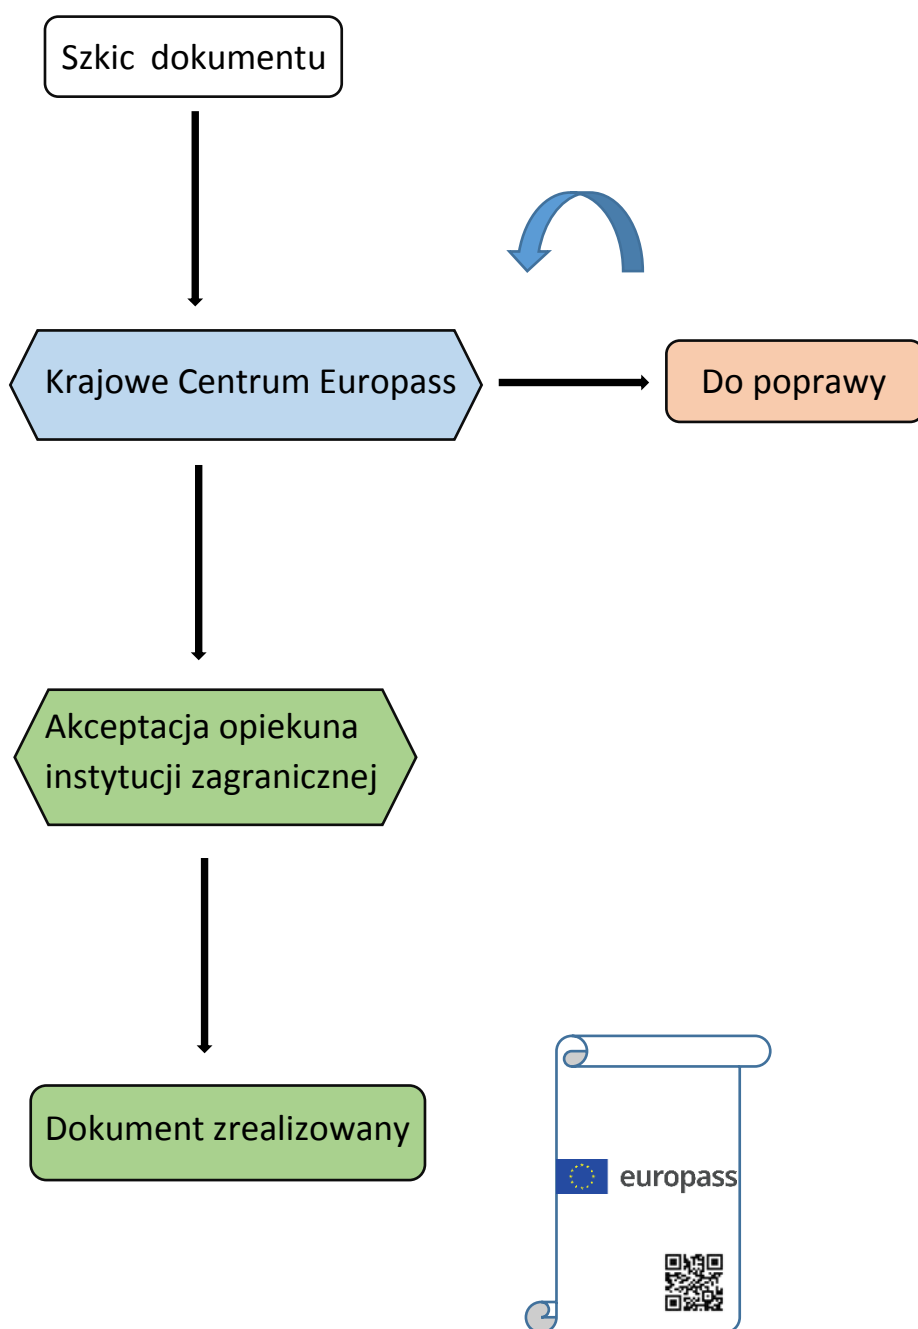 Szkic dokumentu
Krajowe Centrum Europass
Do poprawy
Akceptacja opiekuna
instytucji zagranicznej
Dokument zrealizowany
europass